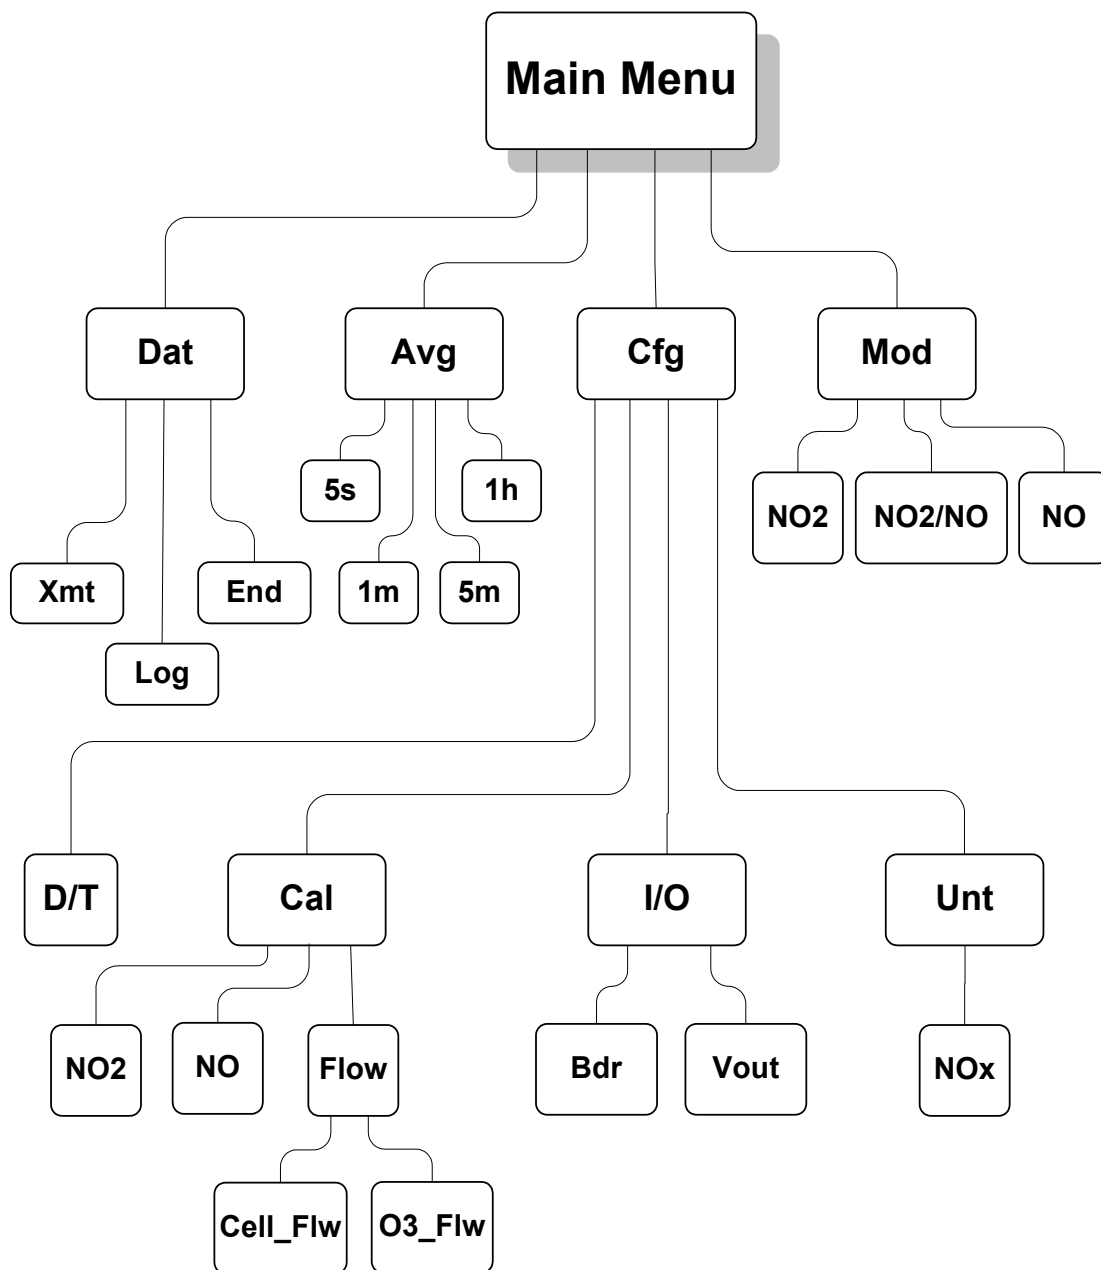 Main Menu
Dat
Avg
Cfg
Mod
5s
1h
NO2
NO2/NO
NO
Xmt
End
1m
5m
Log
D/T
Cal
I/O
Unt
NO2
NO
Flow
Bdr
Vout
NOx
Cell_Flw
O3_Flw